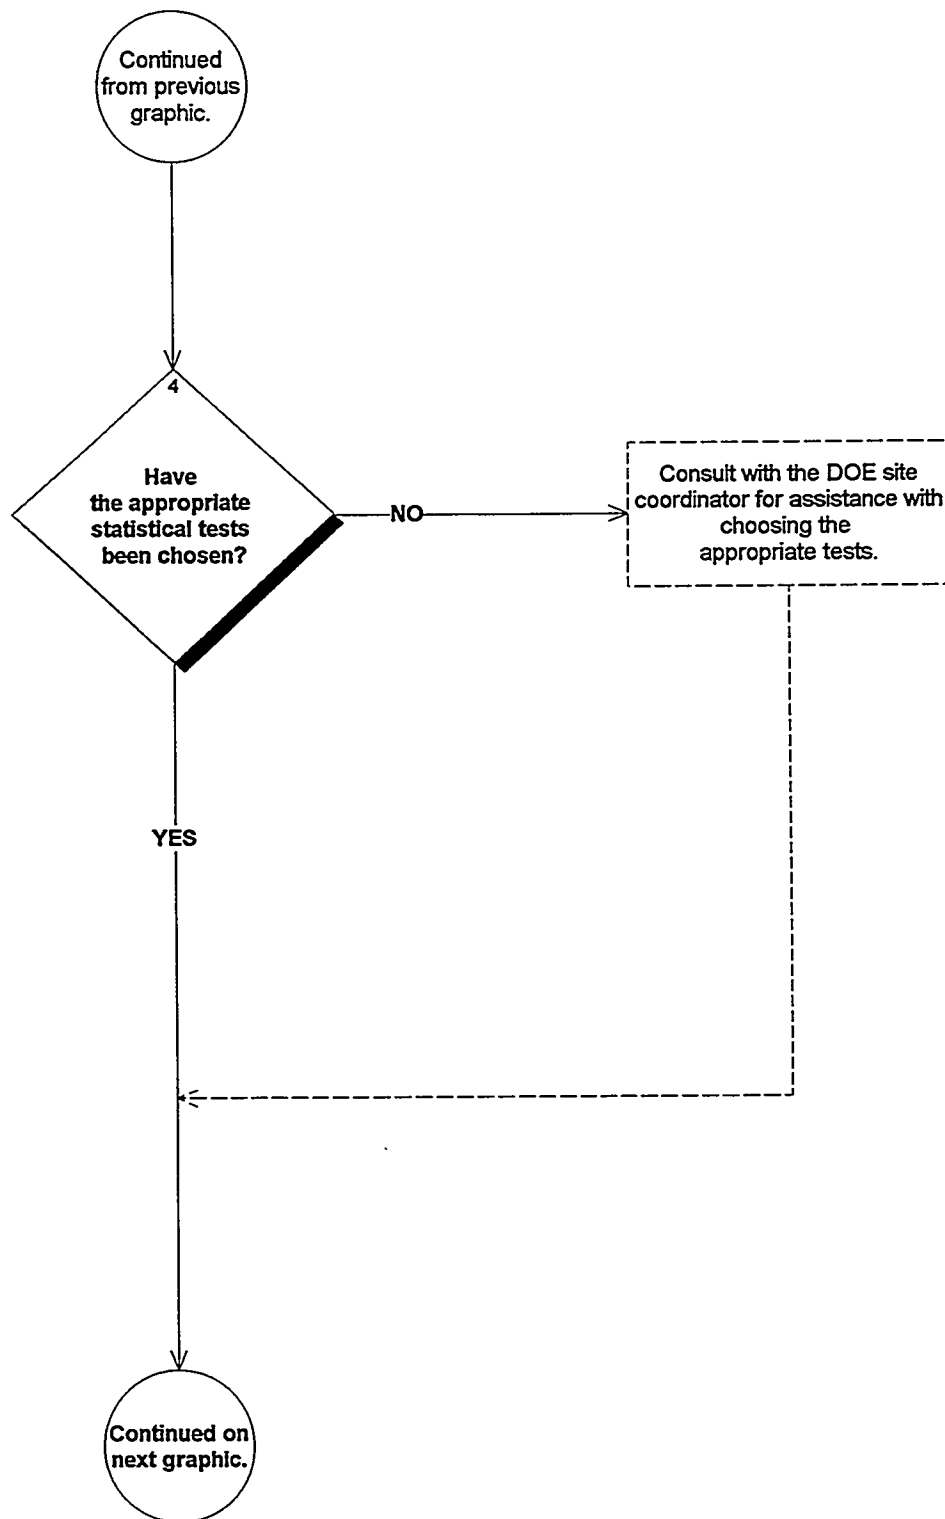 Continued
from previous
graphic.
4
Have
the appropriate
statistical tests
been chosen?
NO
Consult with the DOE site
coordinator for assistance with
choosing the
appropriate tests.
YES
Continued on
next graphic.